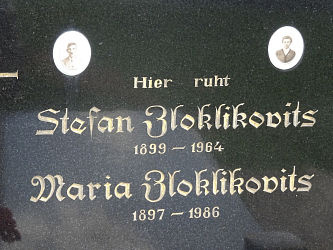 Hier ruht
Stefan Zloklikovits
1899 – 1964
Maria Zloklikovits
1897 – 1986